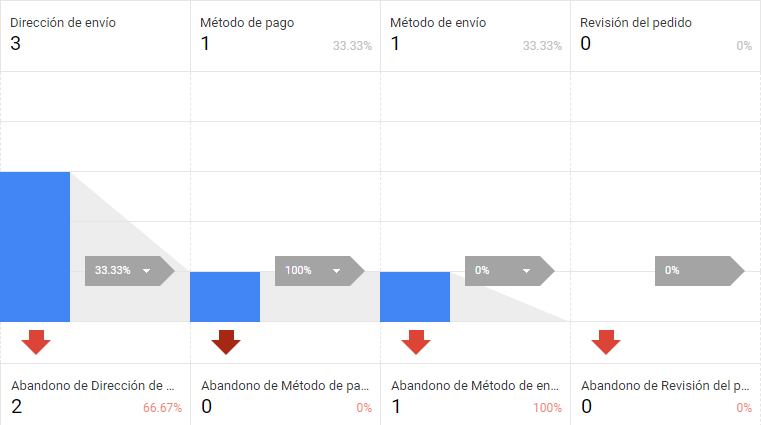 Dirección de envío
3
Método de pago
1
33.33%
Método de envío
1
33.33%
Revisión del pedido
0
0%
33.33%
100%
0%
0%
Abandono de Dirección de ...
2
66.67%
Abandono de Método de pa...
0
0%
Abandono de Método de en...
1
100%
Abandono de Revisión del p...
0
0%